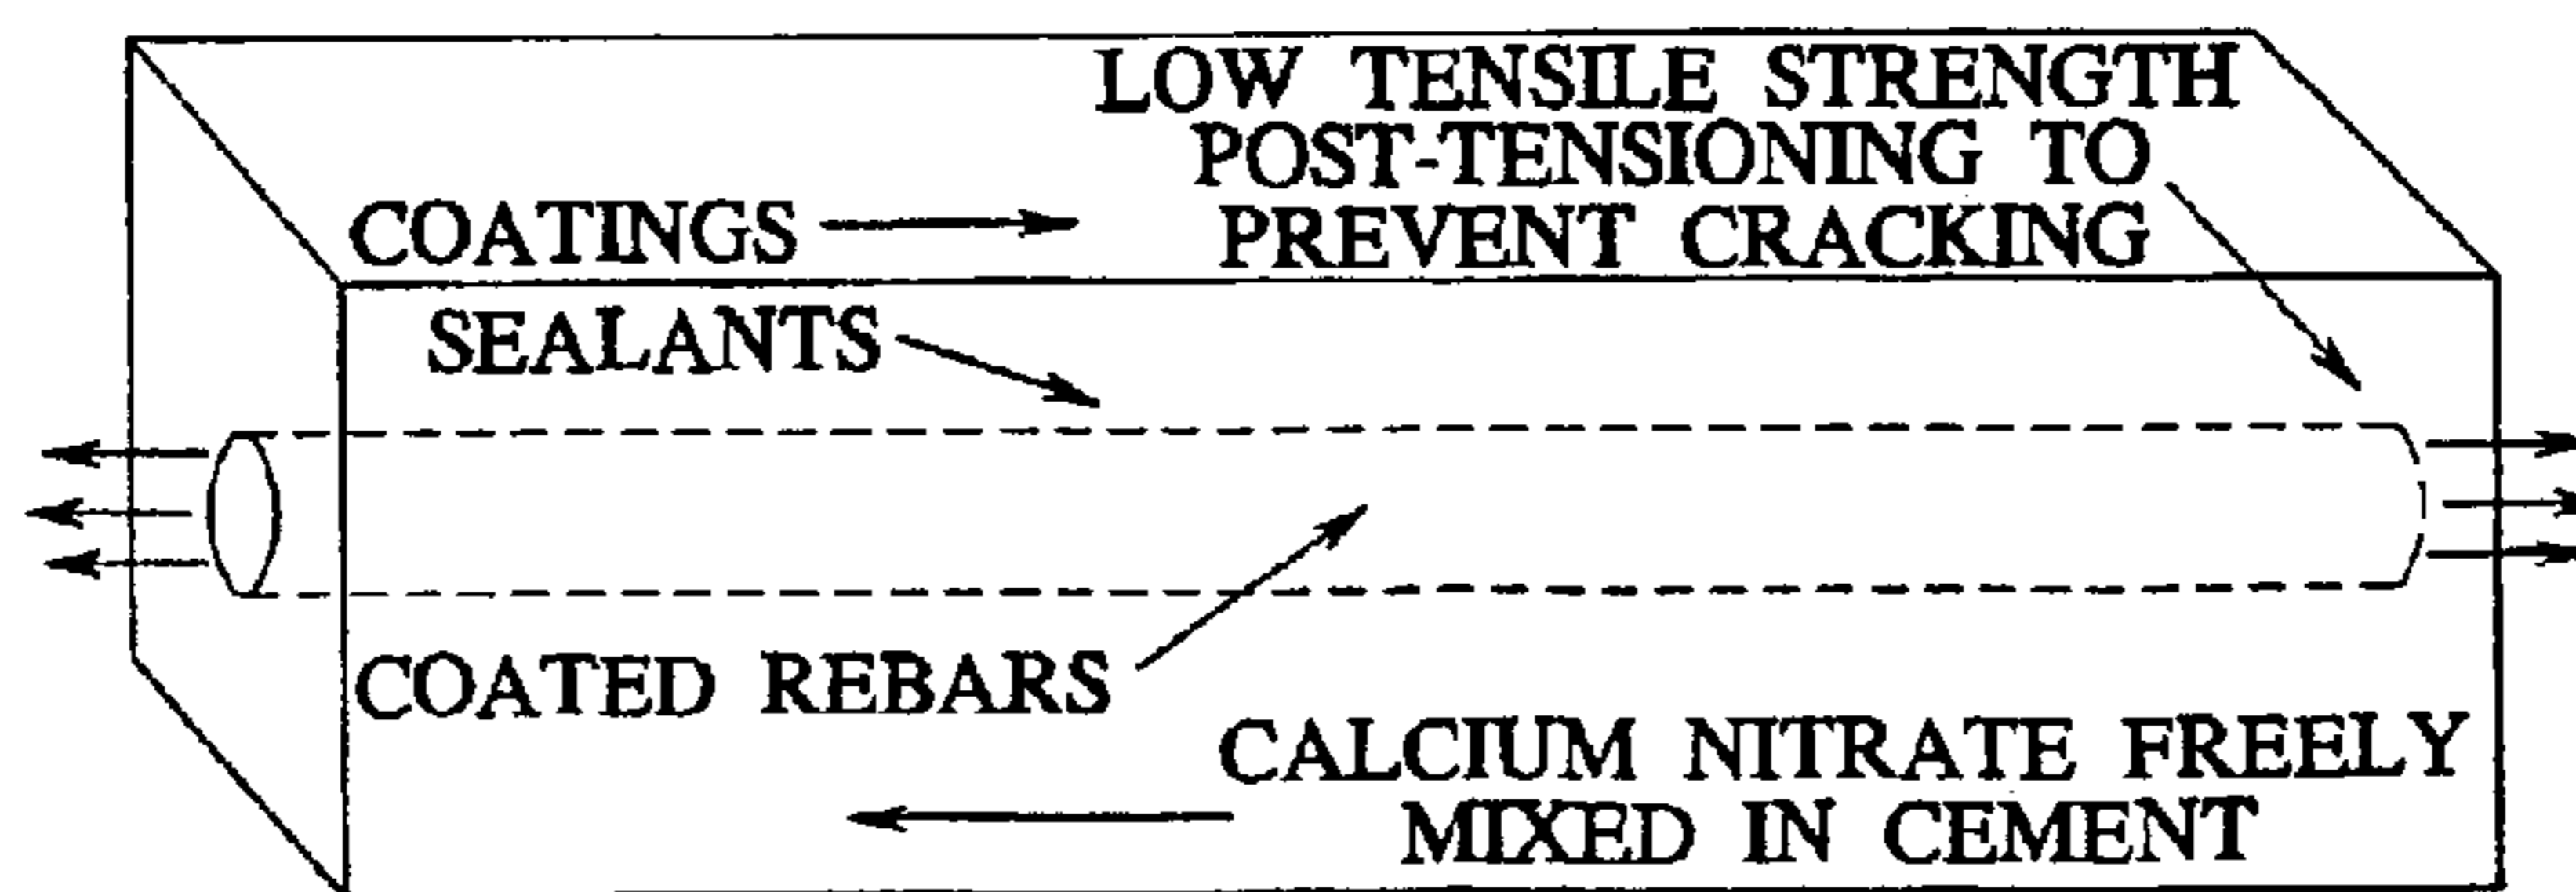 LOW TENSILE STRENGTH
POST-TENSIONING TO
PREVENT CRACKING
COATINGS
SEALANTS
COATED REBARS
CALCIUM NITRATE FREELY
MIXED IN CEMENT